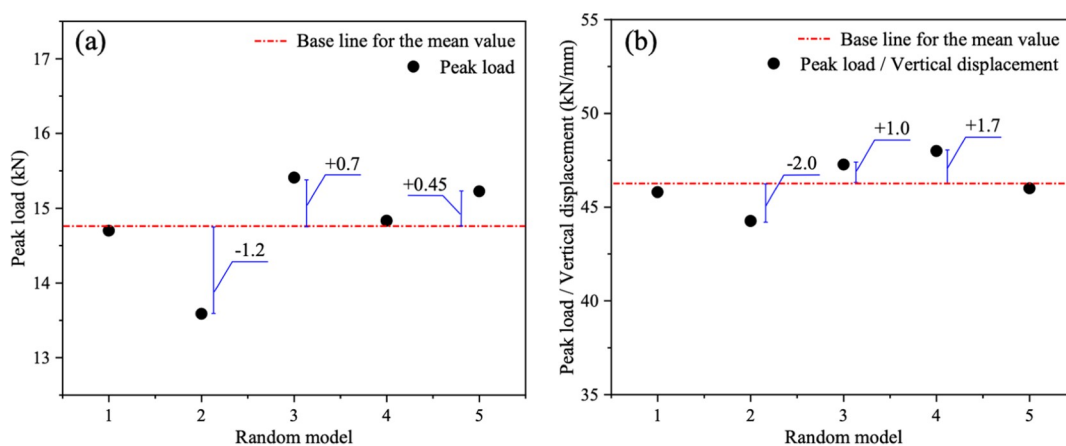 (a)
Base line for the mean value
Peak load
17
16
15
14
13
Peak load (kN)
+0.7
+0.45
-1.2
1 2 3 4 5
Random model
(b)
Base line for the mean value
Peak load / Vertical displacement (kN/mm)
55
50
45
40
35
Peak load / Vertical displacement (kN/mm)
+1.0
+1.7
-2.0
1 2 3 4 5
Random model